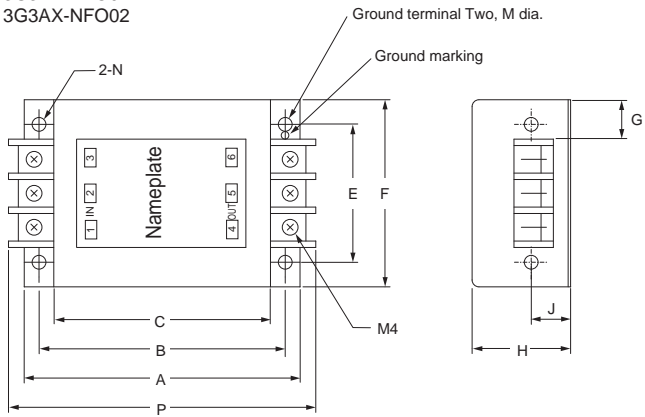 3G3AX-NFO02
Ground terminal Two, M dia.
Ground marking
2-N
3
6
2
5
IN
OUT
1
4
Nameplate
E
F
G
C
M4
B
A
P
J
H